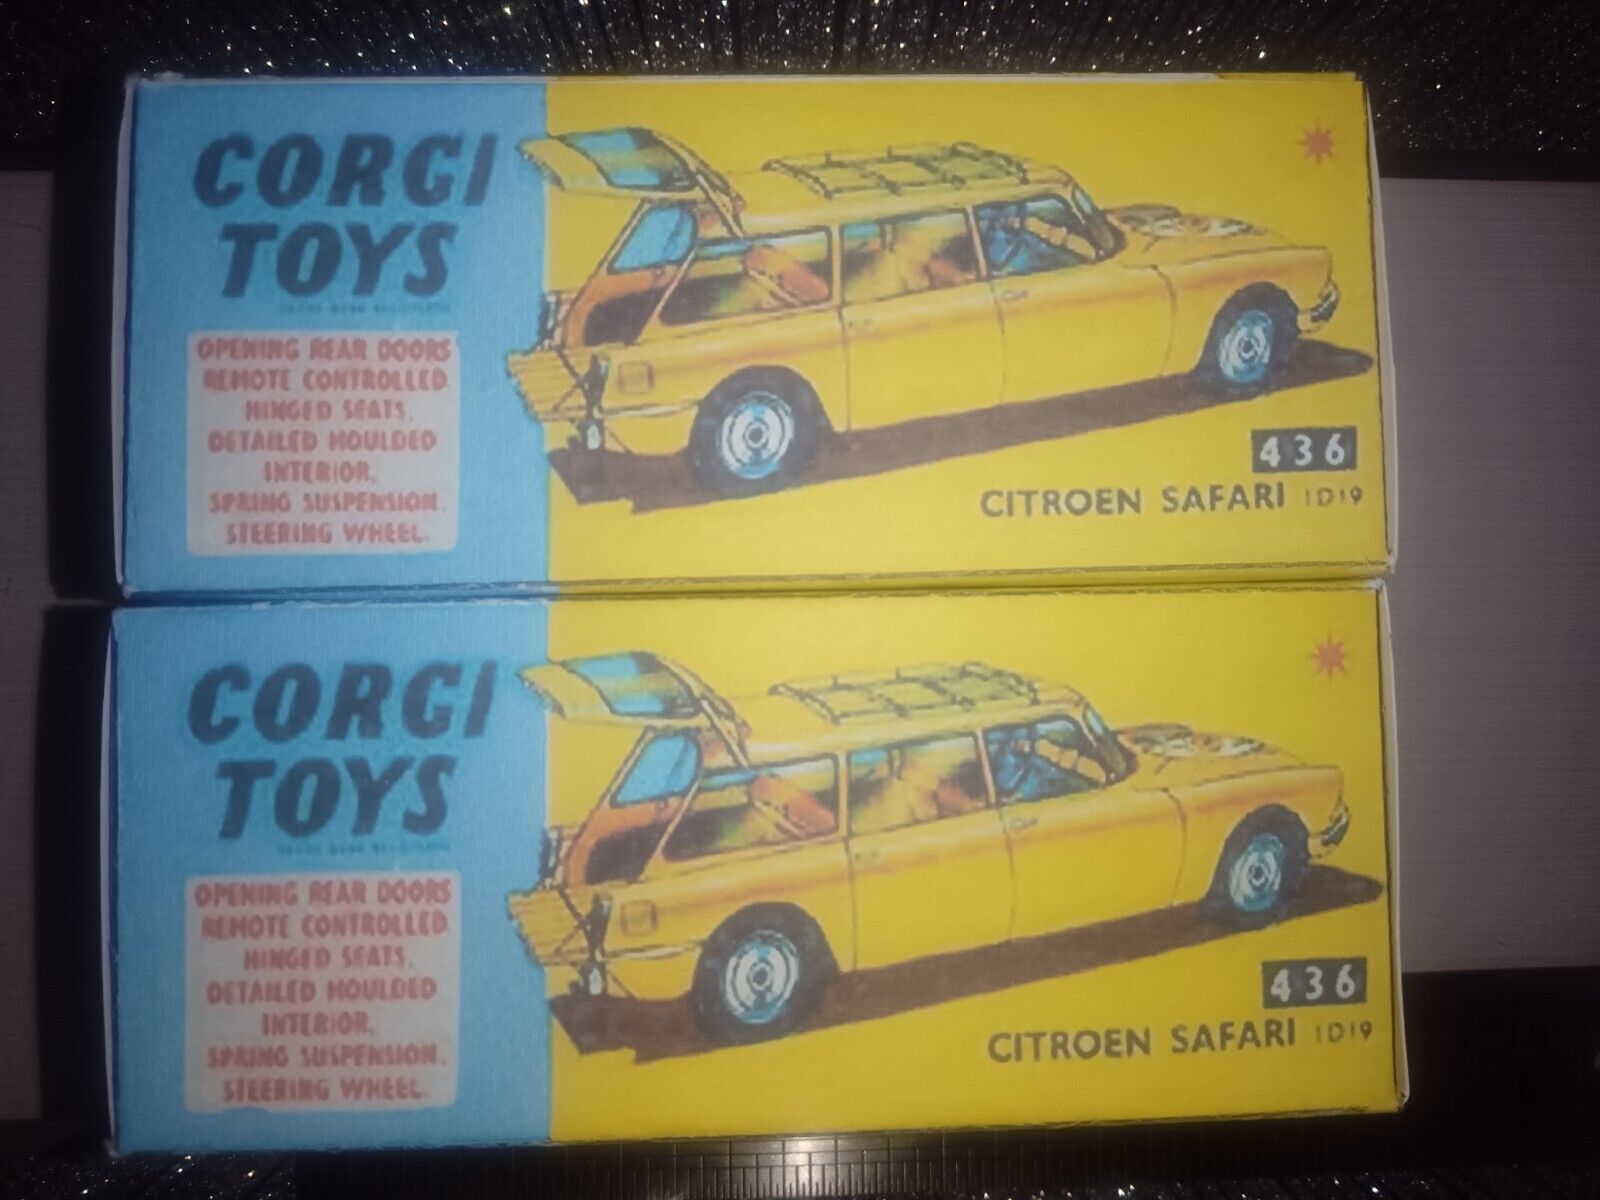 CORGI
TOYS
OPENING REAR DOORS
REMOTE CONTROLLED
HINGED SEATS.
DETAILED MOULDED
INTERIOR.
SPRING SUSPENSION.
STEERING WHEEL.
436
CITROEN SAFARI ID19
CORGI
TOYS
OPENING REAR DOORS
REMOTE CONTROLLED
HINGED SEATS.
DETAILED MOULDED
INTERIOR.
SPRING SUSPENSION.
STEERING WHEEL.
436
CITROEN SAFARI ID19